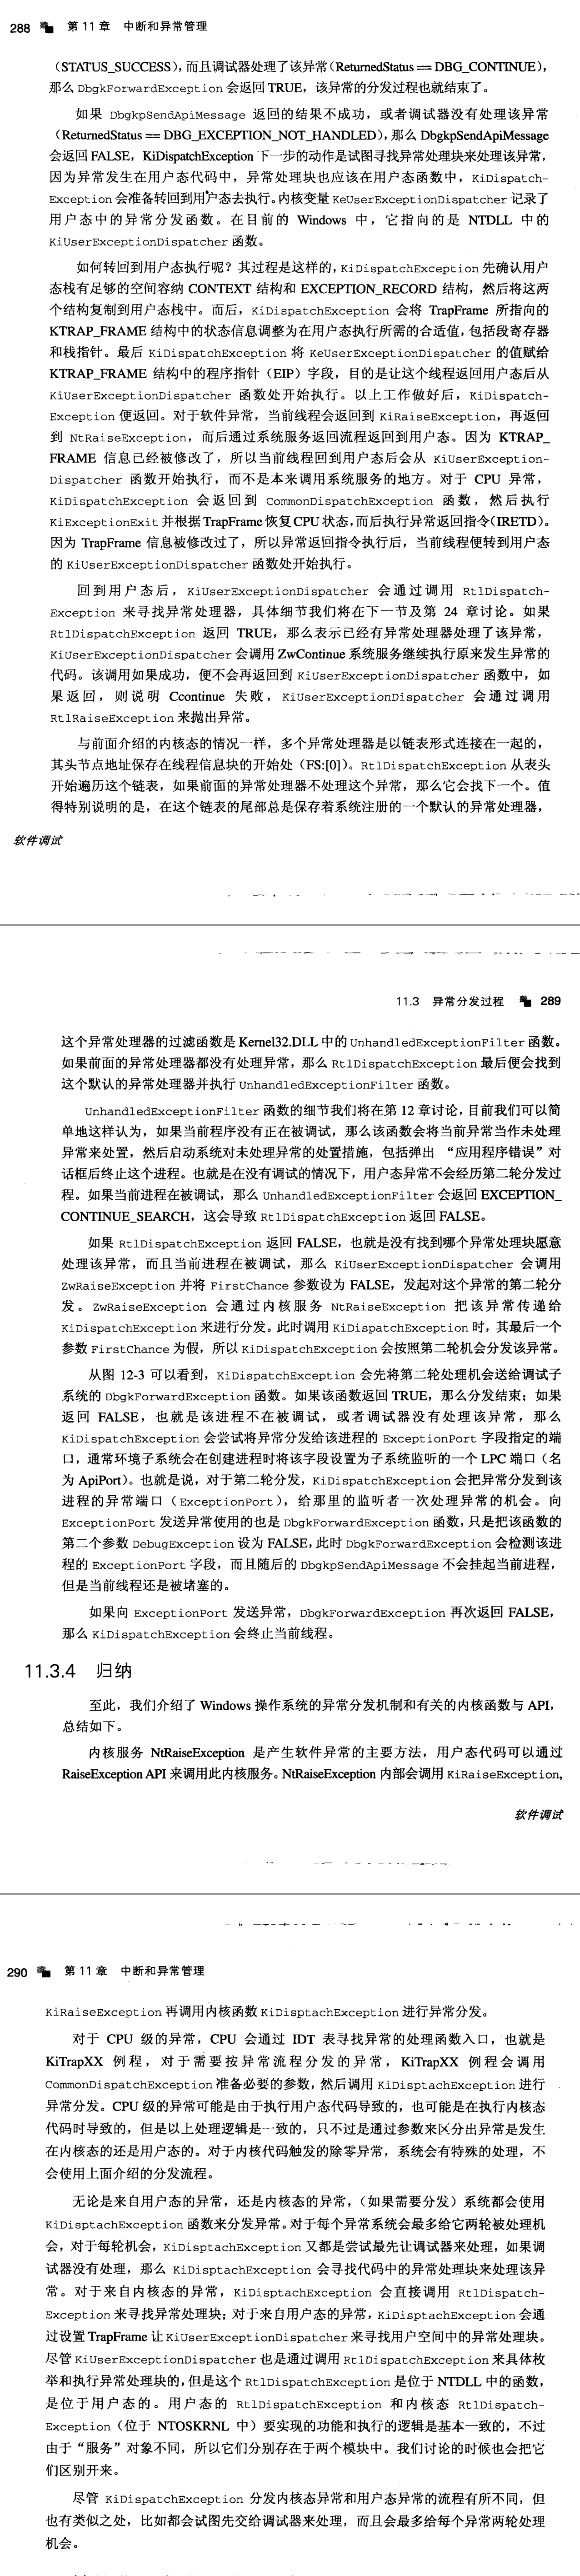 288 第 11 章 中断和异常管理
（STATUS_SUCCESS），而且调试器处理了该异常（ReturnedStatus == DBG_CONTINUE），
那么 DbgkForwardException 会返回 TRUE，该异常的分发过程也就结束了。
如果 DbgkpSendApiMessage 返回的结果不成功，或者调试器没有处理该异常
（ReturnedStatus == DBG_EXCEPTION_NOT_HANDLED），那么 DbgkpSendApiMessage
会返回 FALSE，KiDispatchException 下一步的动作是试图寻找异常处理块来处理该异常，
因为异常发生在用户态代码中，异常处理块也应该在用户态函数中，KiDispatch-
Exception 会准备转回到用户态去执行。内核变量 KeUserExceptionDispatcher 记录了
用户态中的异常分发函数。在目前的 Windows 中，它指向的是 NTDLL 中的
KiUserExceptionDispatcher 函数。
如何转回到用户态执行呢？其过程是这样的，KiDispatchException 先确认用户
态栈有足够的空间容纳 CONTEXT 结构和 EXCEPTION_RECORD 结构，然后将这两
个结构复制到用户态栈中。而后，KiDispatchException 会将 TrapFrame 所指向的
KTRAP_FRAME 结构中的状态信息调整为在用户态执行所需的合适值，包括段寄存器
和栈指针。最后 KiDispatchException 将 KeUserExceptionDispatcher 的值赋给
KTRAP_FRAME 结构中的程序指针（EIP）字段，目的是让这个线程返回用户态后从
KiUserExceptionDispatcher 函数处开始执行。以上工作做好后，KiDispatch-
Exception 便返回。对于软件异常，当前线程会返回到 KiRaiseException，再返回
到 NtRaiseException，而后通过系统服务返回流程返回到用户态。因为 KTRAP_
FRAME 信息已经被修改了，所以当前线程回到用户态后会从 KiUserException-
Dispatcher 函数开始执行，而不是本来调用系统服务的地方。对于 CPU 异常，
KiDispatchException 会返回到 CommonDispatchException 函数，然后执行
KiExceptionExit 并根据 TrapFrame 恢复 CPU 状态，而后执行异常返回指令（IRETD）。
因为 TrapFrame 信息被修改过了，所以异常返回指令执行后，当前线程便转到用户态
的 KiUserExceptionDispatcher 函数处开始执行。
回到用户态后，KiUserExceptionDispatcher 会通过调用 RtlDispatch-
Exception 来寻找异常处理器，具体细节我们将在下一节及第 24 章讨论。如果
RtlDispatchException 返回 TRUE，那么表示已经有异常处理器处理了该异常，
KiUserExceptionDispatcher 会调用 ZwContinue 系统服务继续执行原来发生异常的
代码。该调用如果成功，便不会再返回到 KiUserExceptionDispatcher 函数中，如
果返回，则说明 Ccontinue 失败，KiUserExceptionDispatcher 会通过调用
RtlRaiseException 来抛出异常。
与前面介绍的内核态的情况一样，多个异常处理器是以链表形式连接在一起的，
其头节点地址保存在线程信息块的开始处（FS:[0]）。RtlDispatchException 从表头
开始遍历这个链表，如果前面的异常处理器不处理这个异常，那么它会找下一个。值
得特别说明的是，在这个链表的尾部总是保存着系统注册的一个默认的异常处理器，
软件调试
11.3 异常分发过程 289
这个异常处理器的过滤函数是 Kernel32.DLL 中的 UnhandledExceptionFilter 函数。
如果前面的异常处理器都没有处理异常，那么 RtlDispatchException 最后便会找到
这个默认的异常处理器并执行 UnhandledExceptionFilter 函数。
UnhandledExceptionFilter 函数的细节我们将在第 12 章讨论，目前我们可以简
单地这样认为，如果当前程序没有正在被调试，那么该函数会将当前异常当作未处理
异常来处置，然后启动系统对未处理异常的处置措施，包括弹出 “应用程序错误”对
话框后终止这个进程。也就是在没有调试的情况下，用户态异常不会经历第二轮分发过
程。如果当前进程在被调试，那么 UnhandledExceptionFilter 会返回 EXCEPTION_
CONTINUE_SEARCH，这会导致 RtlDispatchException 返回 FALSE。
如果 RtlDispatchException 返回 FALSE，也就是没有找到哪个异常处理块愿意
处理该异常，而且当前进程在被调试，那么 KiUserExceptionDispatcher 会调用
ZwRaiseException 并将 FirstChance 参数设为 FALSE，发起对这个异常的第二轮分
发。ZwRaiseException 会通过内核服务 NtRaiseException 把该异常传递给
KiDispatchException 来进行分发。此时调用 KiDispatchException 时，其最后一个
参数 FirstChance 为假，所以 KiDispatchException 会按照第二轮机会分发该异常。
从图 12-3 可以看到，KiDispatchException 会先将第二轮处理机会送给调试子
系统的 DbgkForwardException 函数。如果该函数返回 TRUE，那么分发结束；如果
返回 FALSE，也就是该进程不在被调试，或者调试器没有处理该异常，那么
KiDispatchException 会尝试将异常分发给该进程的 ExceptionPort 字段指定的端
口，通常环境子系统会在创建进程时将该字段设置为子系统监听的一个 LPC 端口（名
为 ApiPort）。也就是说，对于第二轮分发，KiDispatchException 会把异常分发到该
进程的异常端口（ExceptionPort），给那里的监听者一次处理异常的机会。向
ExceptionPort 发送异常使用的也是 DbgkForwardException 函数，只是把该函数的
第二个参数 DebugException 设为 FALSE，此时 DbgkForwardException 会检测该进
程的 ExceptionPort 字段，而且随后的 DbgkpSendApiMessage 不会挂起当前进程，
但是当前线程还是被堵塞的。
如果向 ExceptionPort 发送异常，DbgkForwardException 再次返回 FALSE，
那么 KiDispatchException 会终止当前线程。
11.3.4 归纳
至此，我们介绍了 Windows 操作系统的异常分发机制和有关的内核函数与 API，
总结如下。
内核服务 NtRaiseException 是产生软件异常的主要方法，用户态代码可以通过
RaiseException API 来调用此内核服务。NtRaiseException 内部会调用 KiRaiseException，
软件调试
290 第 11 章 中断和异常管理
KiRaiseException 再调用内核函数 KiDisptachException 进行异常分发。
对于 CPU 级的异常，CPU 会通过 IDT 表寻找异常的处理函数入口，也就是
KiTrapXX 例程，对于需要按异常流程分发的异常，KiTrapXX 例程会调用
CommonDispatchException 准备必要的参数，然后调用 KiDisptachException 进行
异常分发。CPU 级的异常可能是由于执行用户态代码导致的，也可能是在执行内核态
代码时导致的，但是以上处理逻辑是一致的，只不过是通过参数来区分出异常是发生
在内核态的还是用户态的。对于内核代码触发的除零异常，系统会有特殊的处理，不
会使用上面介绍的分发流程。
无论是来自用户态的异常，还是内核态的异常，（如果需要分发）系统都会使用
KiDisptachException 函数来分发异常。对于每个异常系统会最多给它两轮被处理机
会，对于每轮机会，KiDisptachException 又都是尝试最先让调试器来处理，如果调
试器没有处理，那么 KiDisptachException 会寻找代码中的异常处理块来处理该异
常。对于来自内核态的异常，KiDisptachException 会直接调用 RtlDispatch-
Exception 来寻找异常处理块；对于来自用户态的异常，KiDisptachException 会通
过设置 TrapFrame 让 KiUserExceptionDispatcher 来寻找用户空间中的异常处理块。
尽管 KiUserExceptionDispatcher 也是通过调用 RtlDispatchException 来具体枚
举和执行异常处理块的，但是这个 RtlDispatchException 是位于 NTDLL 中的函数，
是位于用户态的。用户态的 RtlDispatchException 和内核态 RtlDispatch-
Exception（位于 NTOSKRNL 中）要实现的功能和执行的逻辑是基本一致的，不过
由于“服务”对象不同，所以它们分别存在于两个模块中。我们讨论的时候也会把它
们区别开来。
尽管 KiDispatchException 分发内核态异常和用户态异常的流程有所不同，但
也有类似之处，比如都会试图先交给调试器来处理，而且会最多给每个异常两轮处理
机会。